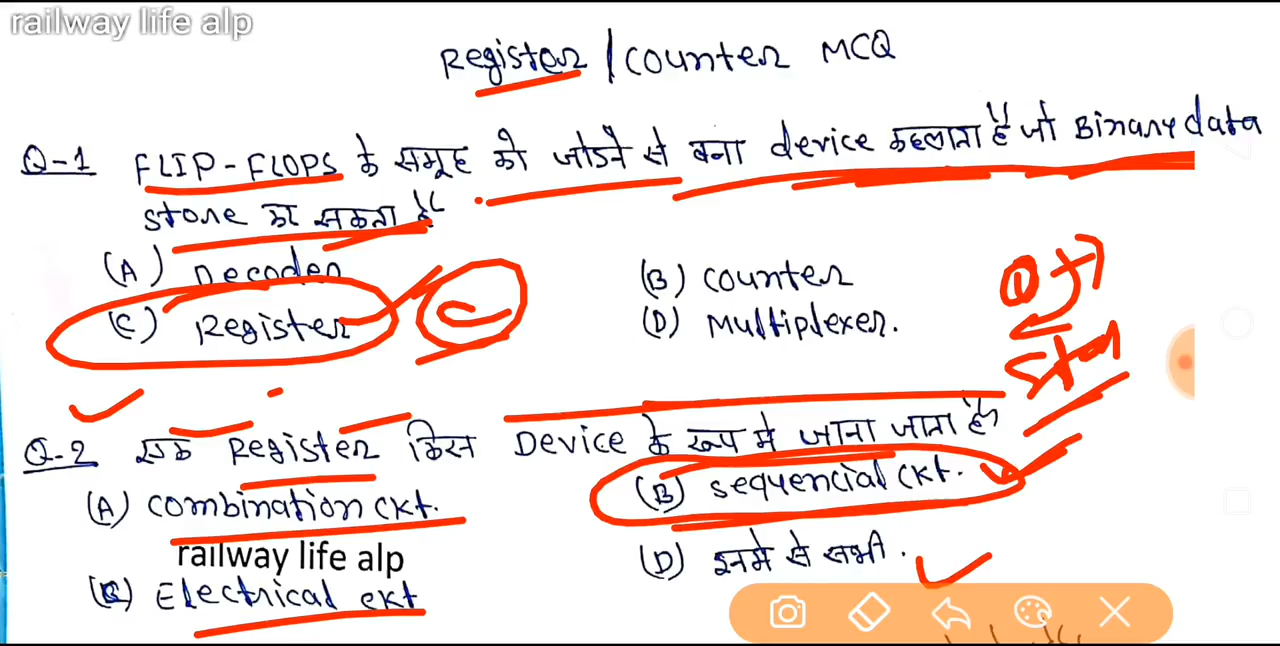 railway life alp
Register / counter MCQ
Q-1 FLIP-FLOPS के समूह को जोडने से बना device कहलाता है जो Binary data
store कर सकता है
(A) Decoder
(B) counter
(C) Register
(D) Multiplexer.
Q-2 एक Register किस Device के रूप मे जाना जाता है
(A) combination ckt.
(B) sequencial ckt.
railway life alp
(C) Electrical ckt
(D) इनमे से सभी .